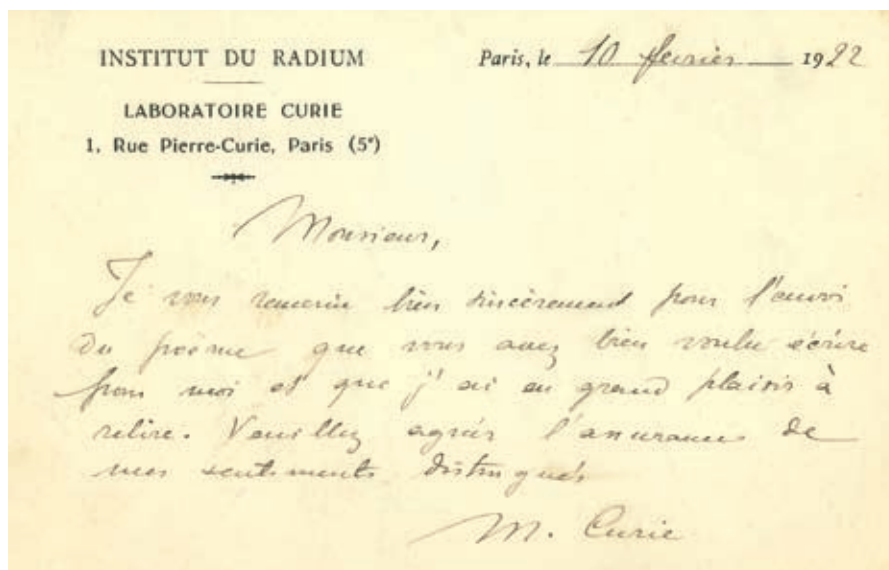 INSTITUT DU RADIUM
Paris, le 10 février 1922
LABORATOIRE CURIE
1, Rue Pierre-Curie, Paris (5e)
Monsieur,
Je vous remercie bien sincèrement pour l'envoi
du poème que vous avez bien voulu écrire
pour moi et que j'ai eu grand plaisir à
relire. Veuillez agréer l'assurance de
mes sentiments distingués
M. Curie